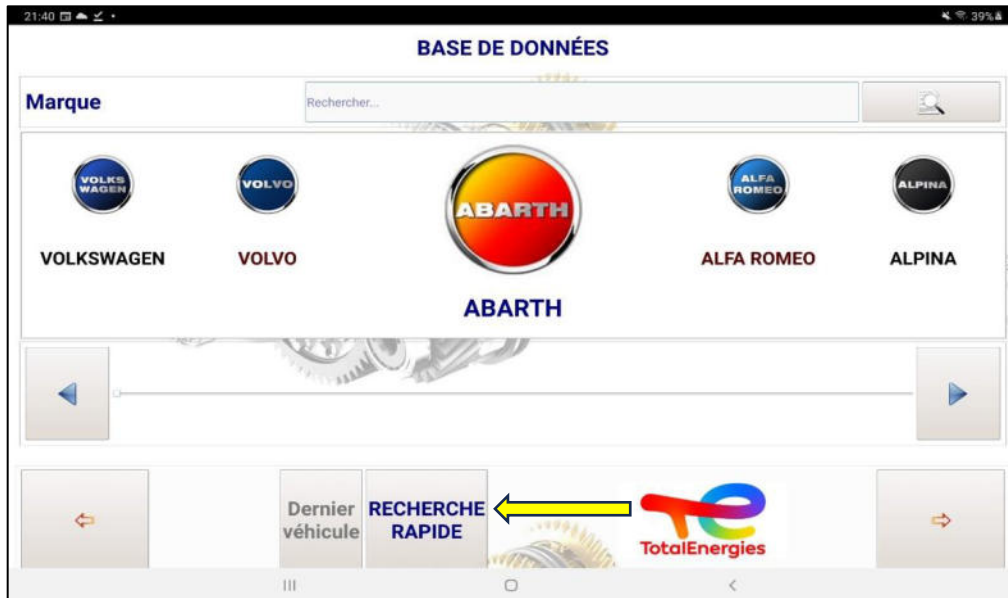 21:40
39%
BASE DE DONNÉES
Marque
Rechercher...
VOLKS
WAGEN
VOLVO
ABARTH
ALFA
ROMEO
ALPINA
VOLKSWAGEN
VOLVO
ABARTH
ALFA ROMEO
ALPINA
Dernier
véhicule
RECHERCHE
RAPIDE
TotalEnergies